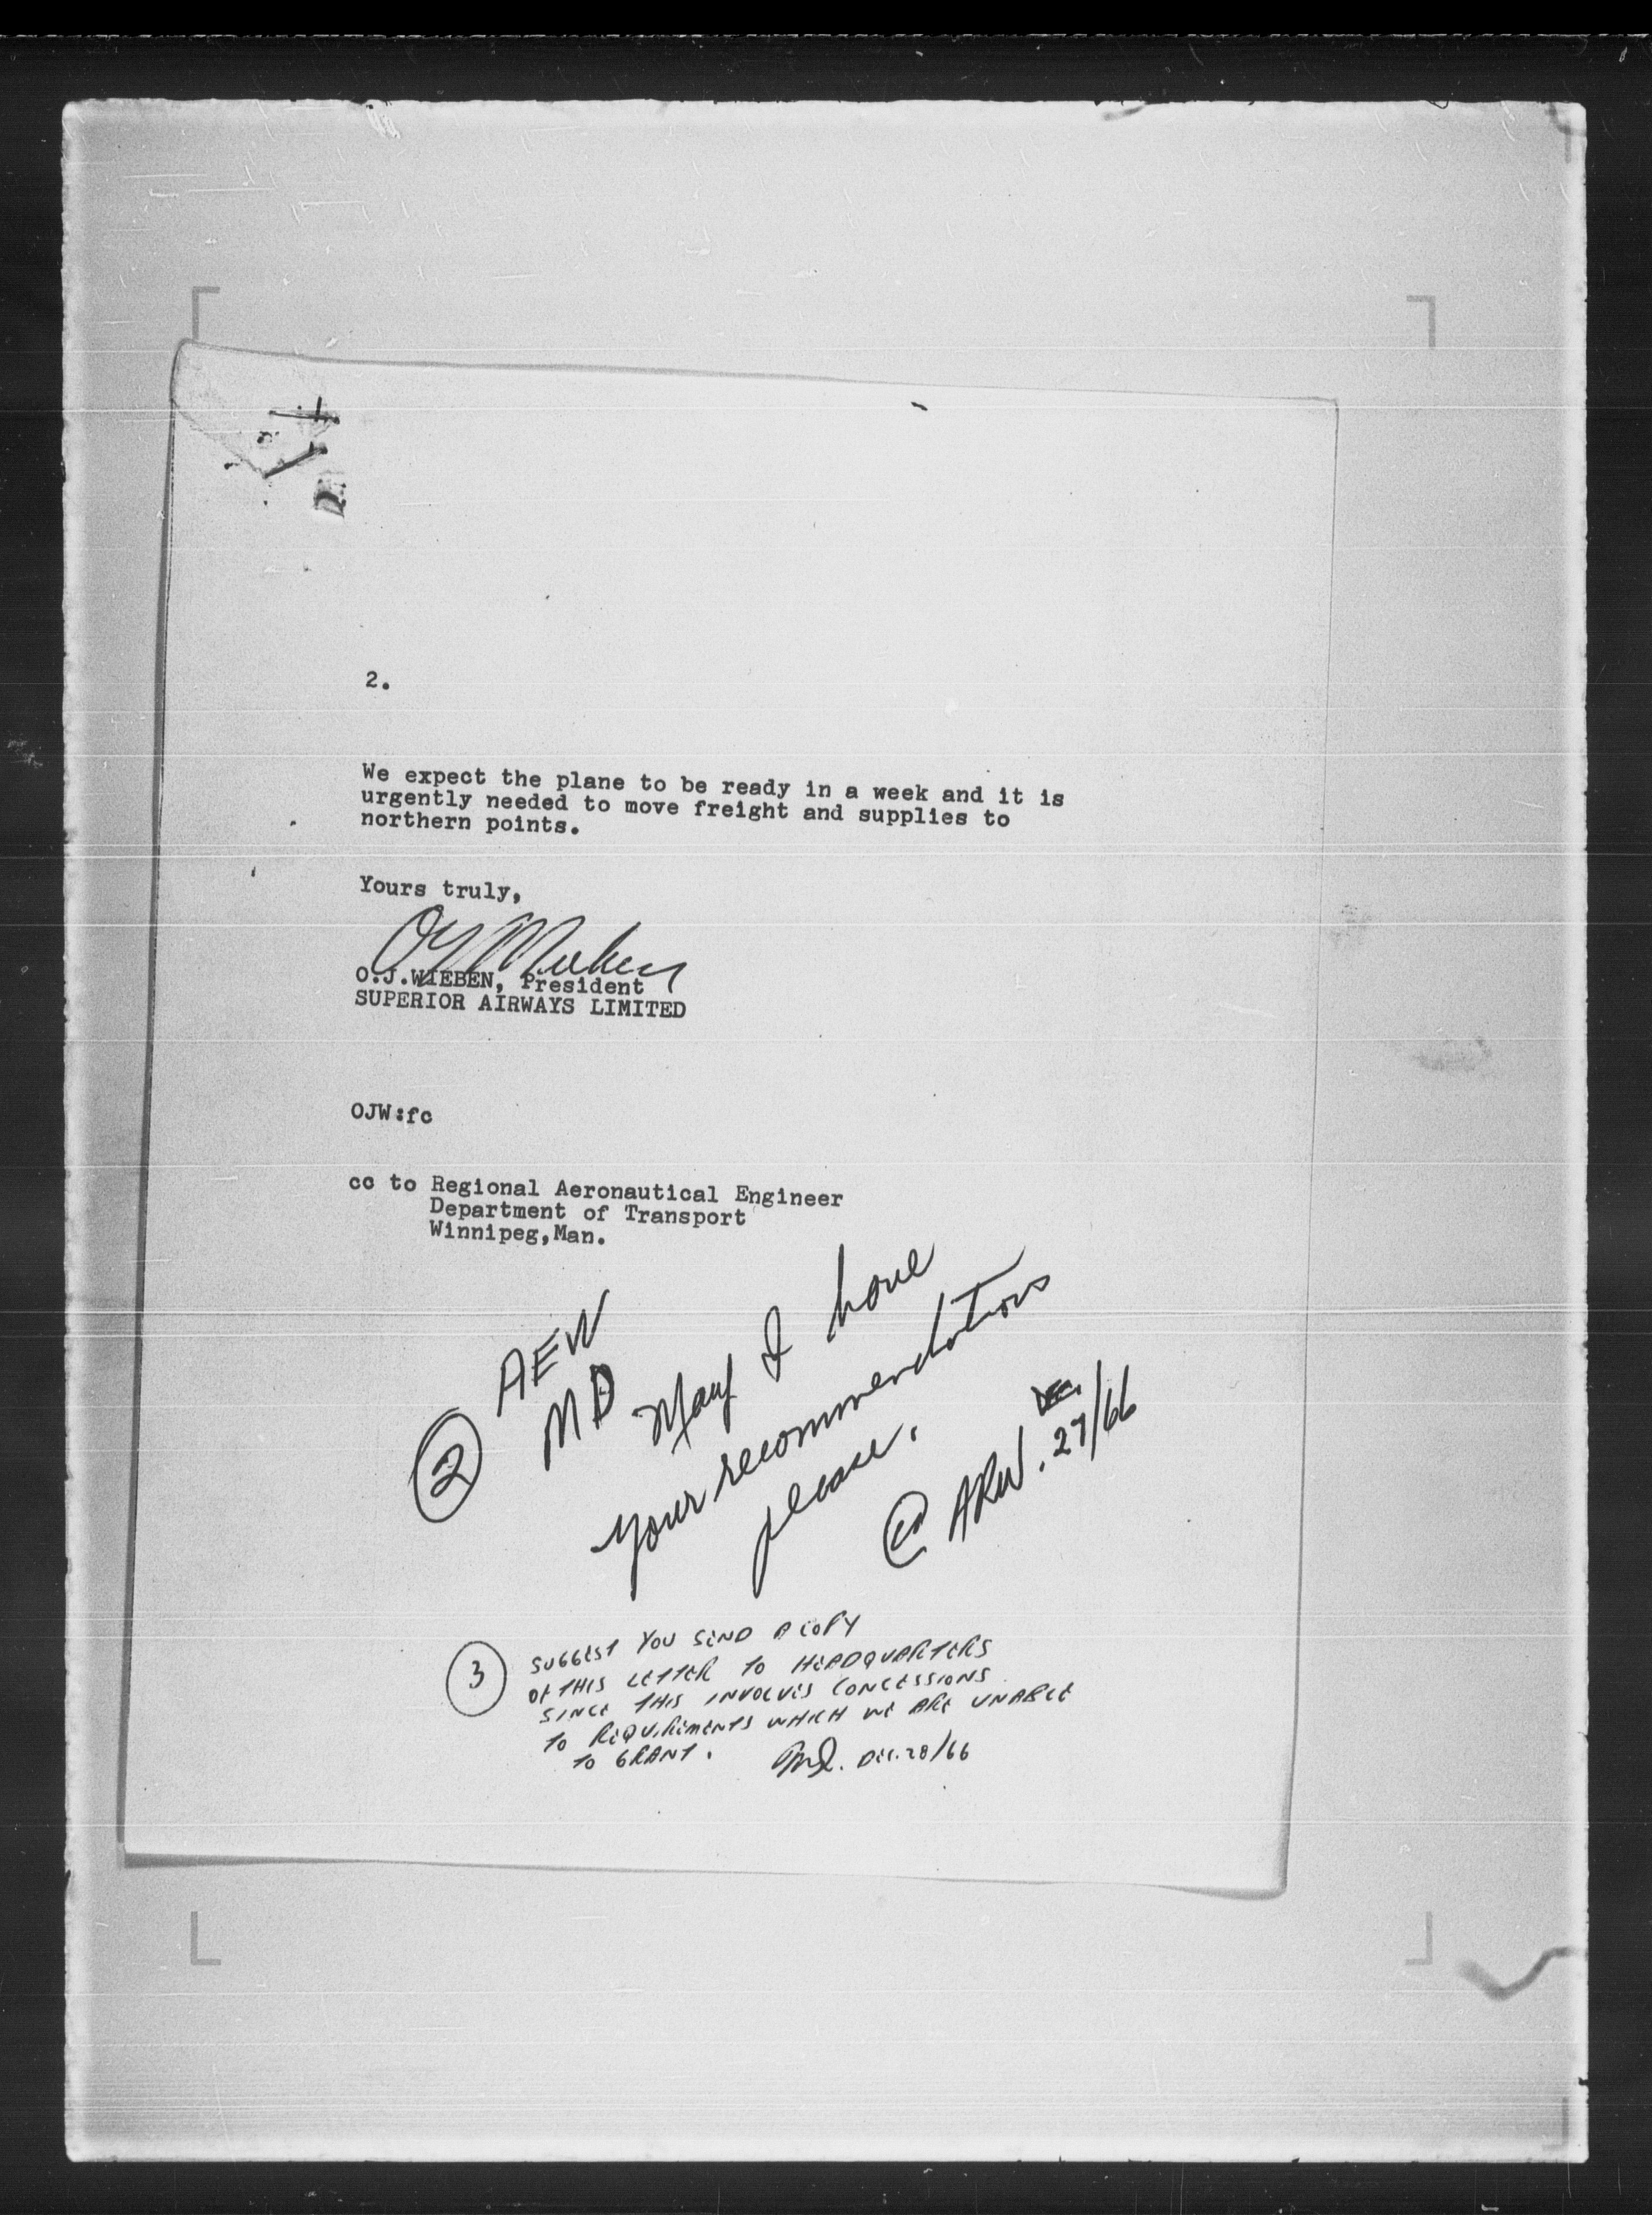 2.
We expect the plane to be ready in a week and it is
urgently needed to move freight and supplies to
northern points.
Yours truly,
O.J.WIEBEN, President
SUPERIOR AIRWAYS LIMITED
OJW:fc
cc to Regional Aeronautical Engineer
Department of Transport
Winnipeg,Man.
② AEW
MD May I have
your recommendations
please.
ARW. DEC. 27/66
③ SUGGEST YOU SEND A COPY
OF THIS LETTER TO HEADQUARTERS
SINCE THIS INVOLVES CONCESSIONS
TO REQUIREMENTS WHICH WE ARE UNABLE
TO GRANT. DEC. 28/66